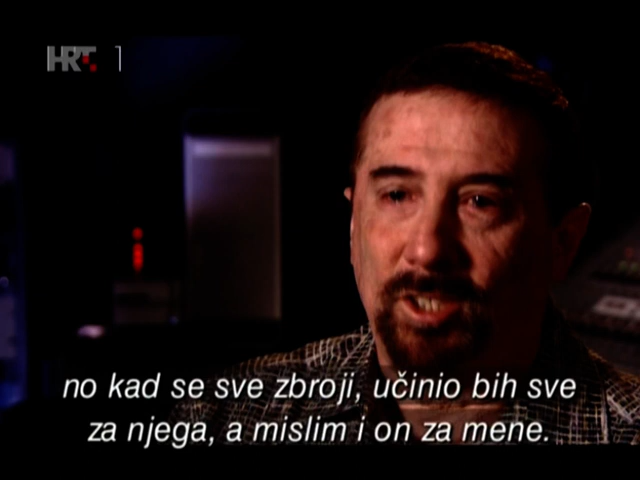 HRT 1
no kad se sve zbroji, učinio bih sve
za njega, a mislim i on za mene.